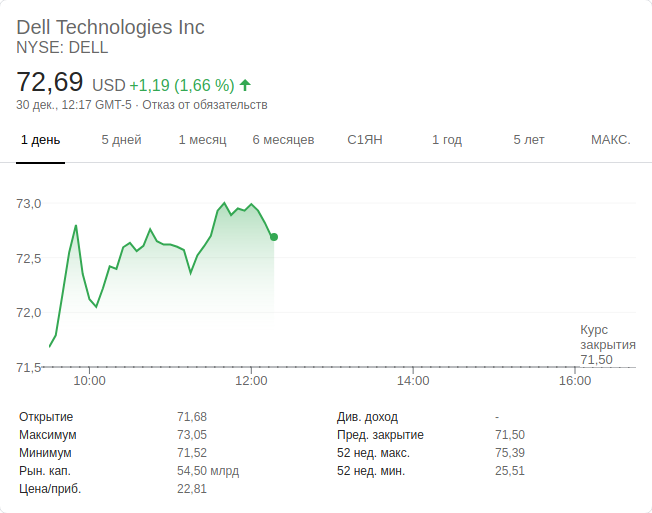 Dell Technologies Inc
NYSE: DELL
72,69 USD +1,19 (1,66 %)
30 дек., 12:17 GMT-5 · Отказ от обязательств
1 день 5 дней 1 месяц 6 месяцев С1ЯН 1 год 5 лет МАКС.
73,0
72,5
72,0
Курс
закрытия
71,50
71,5
10:00 12:00 14:00 16:00
Открытие 71,68 Див. доход -
Максимум 73,05 Пред. закрытие 71,50
Минимум 71,52 52 нед. макс. 75,39
Рын. кап. 54,50 млрд 52 нед. мин. 25,51
Цена/приб. 22,81